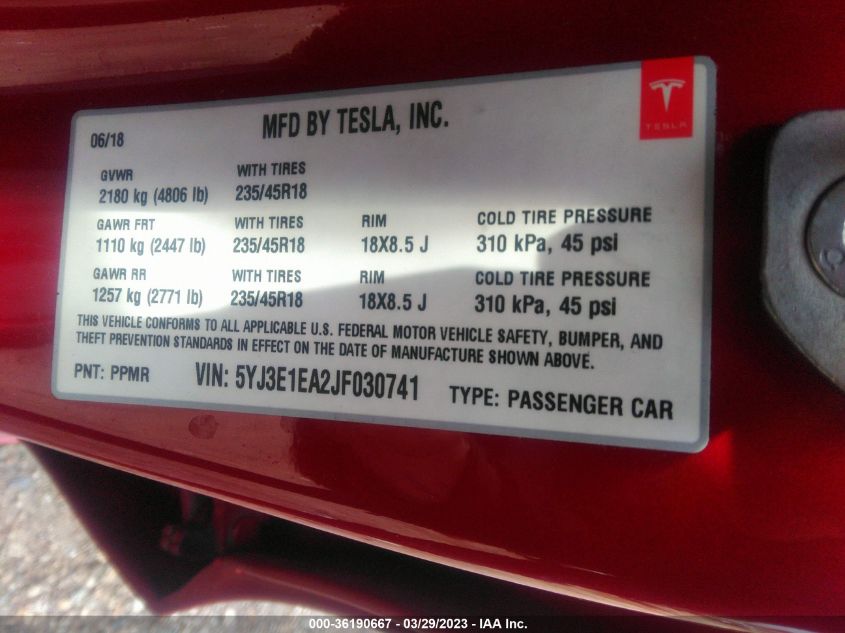 06/18
MFD BY TESLA, INC.
TESLA
GVWR WITH TIRES
2180 kg (4806 lb) 235/45R18
GAWR FRT WITH TIRES RIM COLD TIRE PRESSURE
1110 kg (2447 lb) 235/45R18 18X8.5 J 310 kPa, 45 psi
GAWR RR WITH TIRES RIM COLD TIRE PRESSURE
1257 kg (2771 lb) 235/45R18 18X8.5 J 310 kPa, 45 psi
THIS VEHICLE CONFORMS TO ALL APPLICABLE U.S. FEDERAL MOTOR VEHICLE SAFETY, BUMPER, AND
THEFT PREVENTION STANDARDS IN EFFECT ON THE DATE OF MANUFACTURE SHOWN ABOVE.
PNT: PPMR VIN: 5YJ3E1EA2JF030741 TYPE: PASSENGER CAR
000-36190667 - 03/29/2023 - IAA Inc.